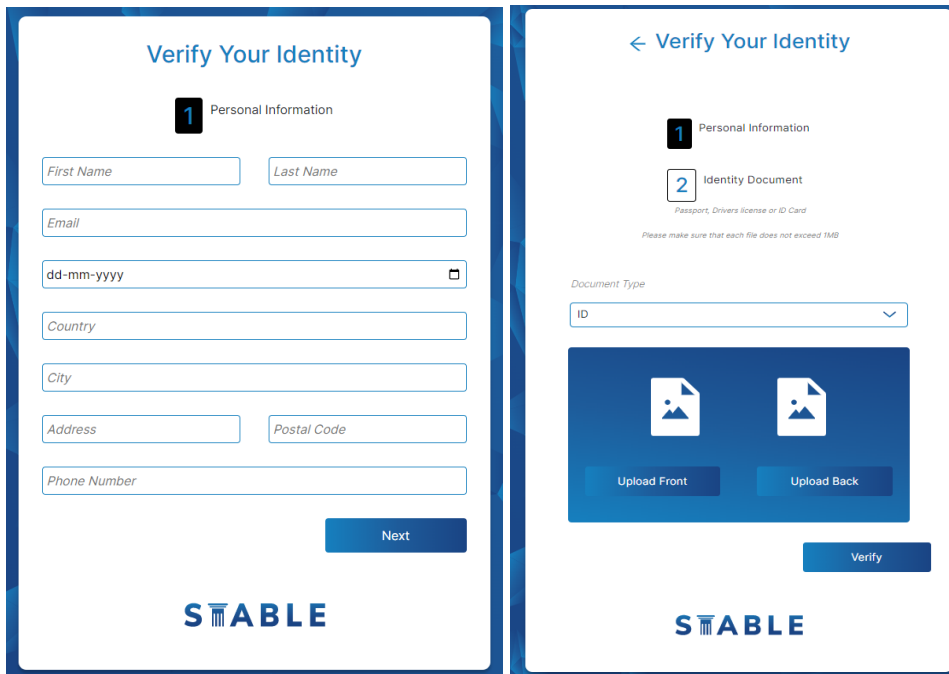 Verify Your Identity
1 Personal Information
First Name Last Name
Email
dd-mm-yyyy
Country
City
Address Postal Code
Phone Number
Next
STABLE
← Verify Your Identity
1 Personal Information
2 Identity Document
Passport, Drivers license or ID Card
Please make sure that each file does not exceed 1MB
Document Type
ID
Upload Front Upload Back
Verify
STABLE